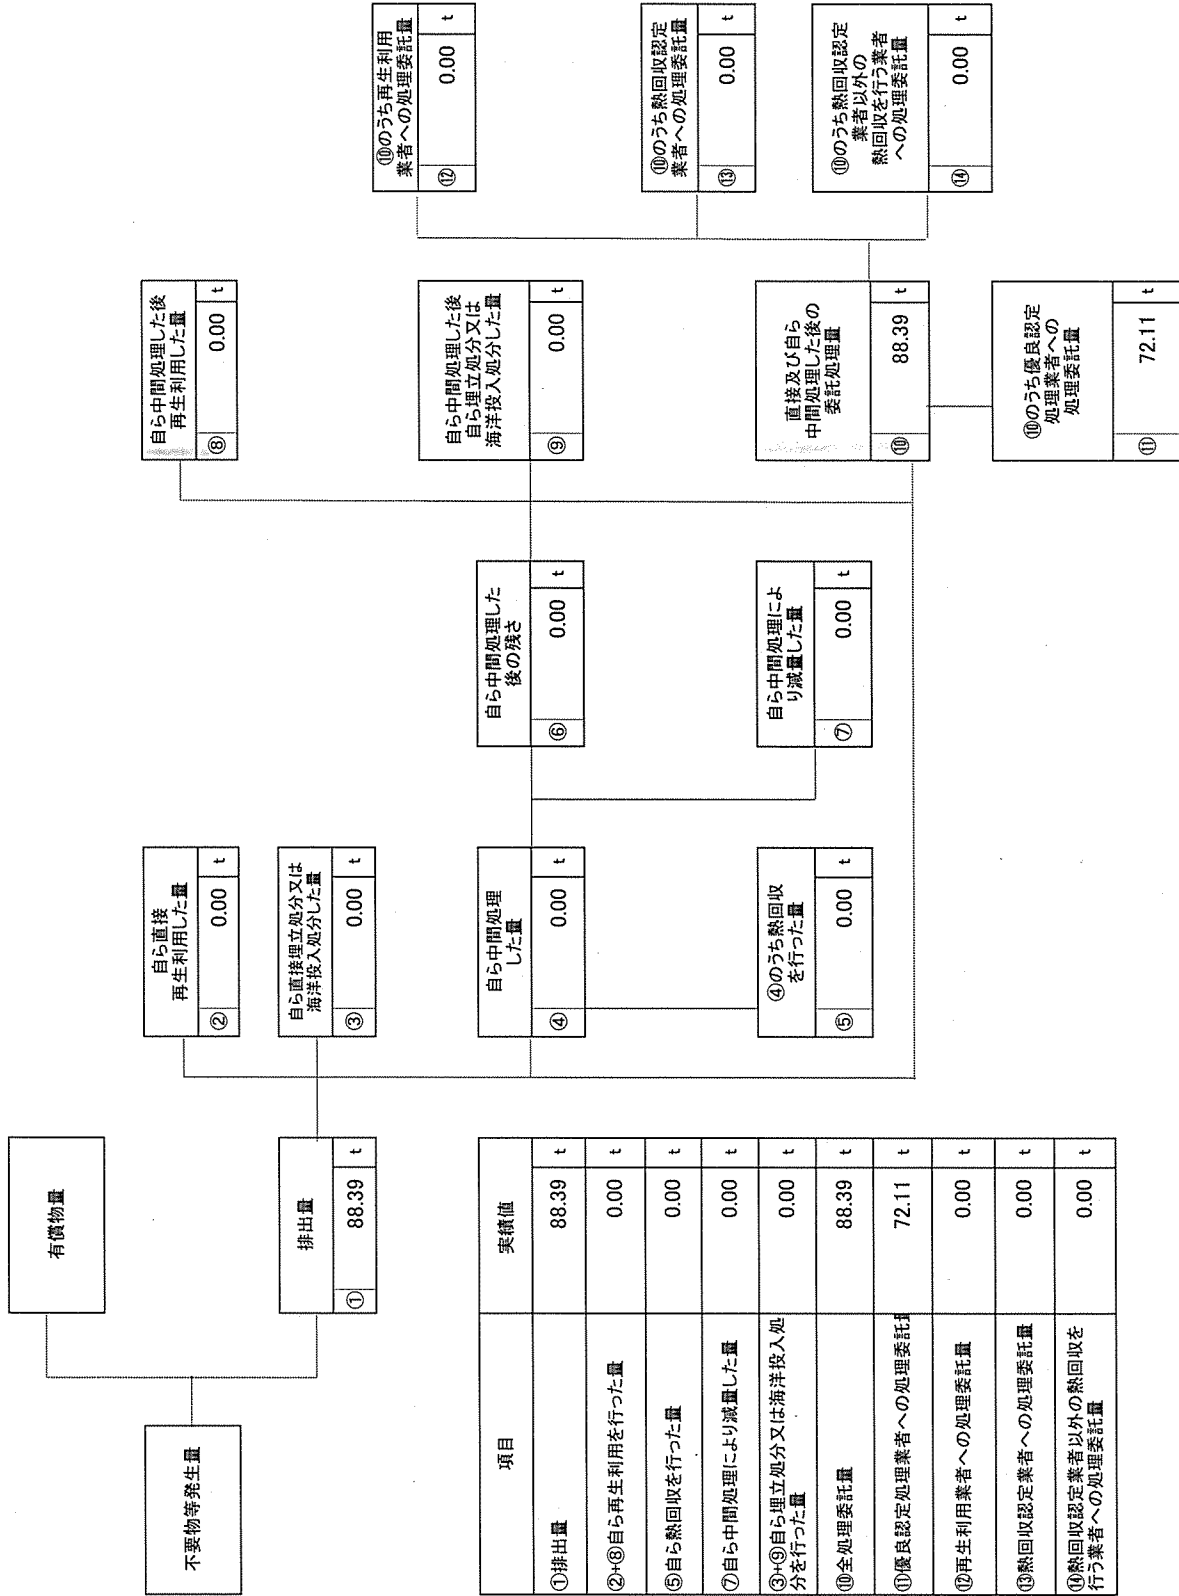 有償物量
不要物等発生量
排出量
① 88.39 t
自ら直接
再生利用した量
② 0.00 t
自ら直接埋立処分又は
海洋投入処分した量
③ 0.00 t
自ら中間処理
した量
④ 0.00 t
④のうち熱回収
を行った量
⑤ 0.00 t
自ら中間処理した
後の残さ
⑥ 0.00 t
自ら中間処理によ
り減量した量
⑦ 0.00 t
自ら中間処理した後
再生利用した量
⑧ 0.00 t
自ら中間処理した後
自ら埋立処分又は
海洋投入処分した量
⑨ 0.00 t
直接及び自ら
中間処理した後の
委託処理量
⑩ 88.39 t
⑩のうち優良認定
処理業者への
処理委託量
⑪ 72.11 t
⑩のうち再生利用
業者への処理委託量
⑫ 0.00 t
⑩のうち熱回収認定
業者への処理委託量
⑬ 0.00 t
⑩のうち熱回収認定
業者以外の
熱回収を行う業者
への処理委託量
⑭ 0.00 t
項目 実績値
①排出量 88.39 t
②+⑧自ら再生利用を行った量 0.00 t
⑤自ら熱回収を行った量 0.00 t
⑦自ら中間処理により減量した量 0.00 t
③+⑨自ら埋立処分又は海洋投入処
分を行った量 0.00 t
⑩全処理委託量 88.39 t
⑪優良認定処理業者への処理委託量 72.11 t
⑫再生利用業者への処理委託量 0.00 t
⑬熱回収認定業者への処理委託量 0.00 t
⑭熱回収認定業者以外の熱回収を
行う業者への処理委託量 0.00 t